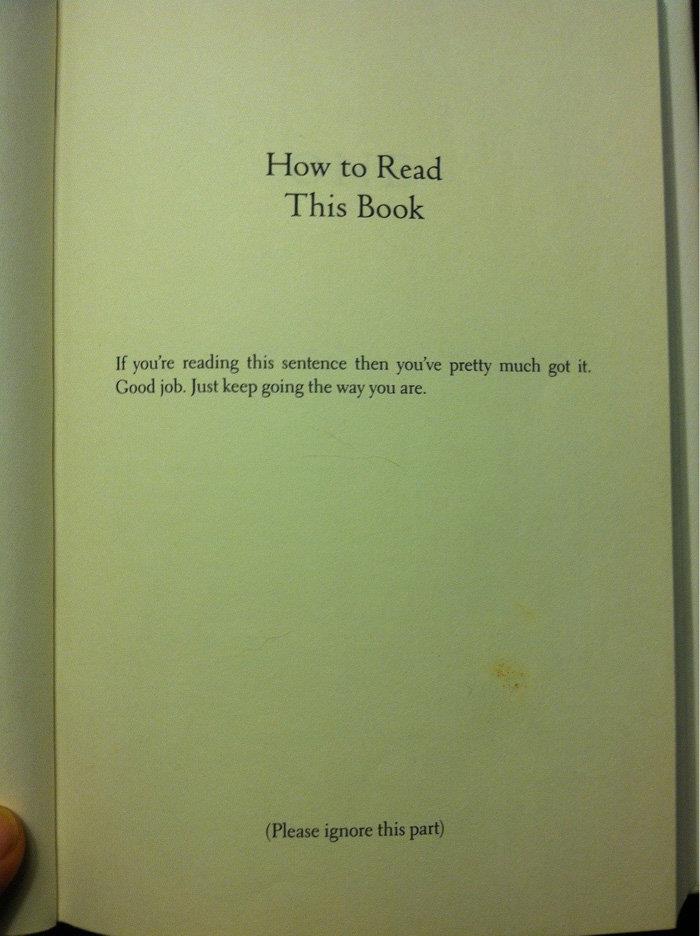 How to Read
This Book
If you're reading this sentence then you've pretty much got it.
Good job. Just keep going the way you are.
(Please ignore this part)